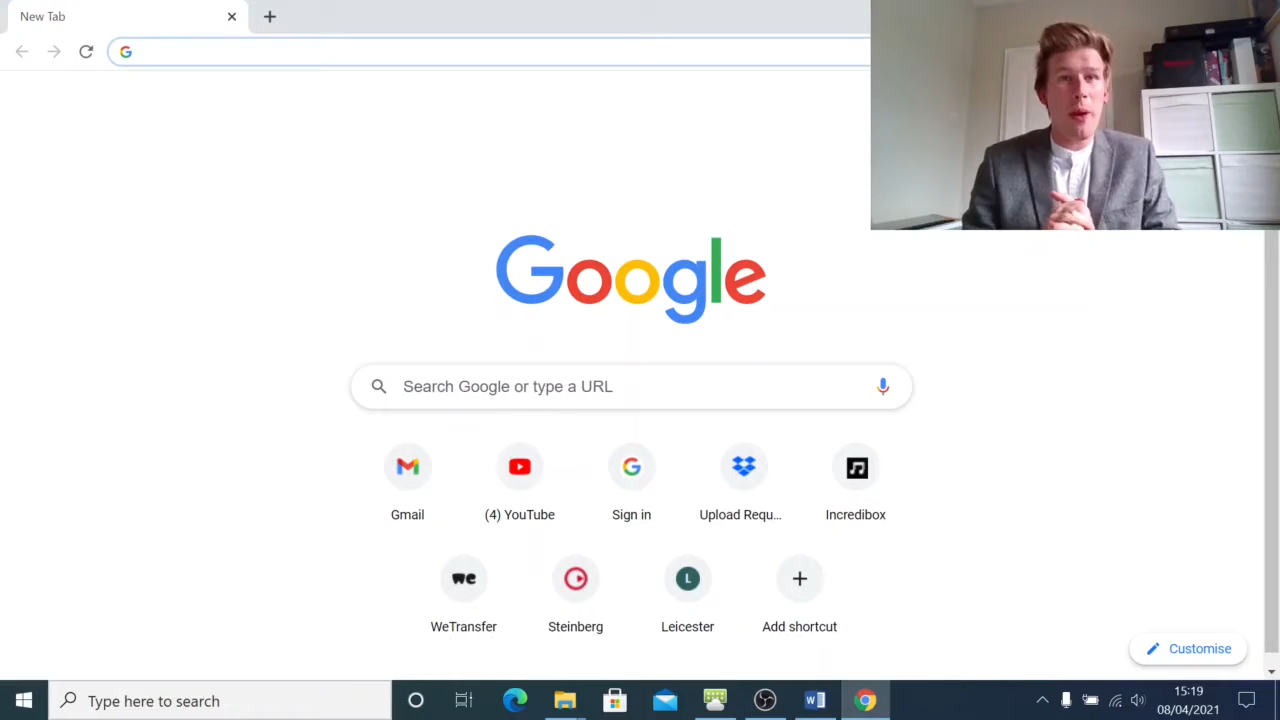 New Tab
Google
Search Google or type a URL
Gmail
(4) YouTube
Sign in
Upload Requ...
Incredibox
WeTransfer
Steinberg
Leicester
Add shortcut
Customise
Type here to search
15:19
08/04/2021